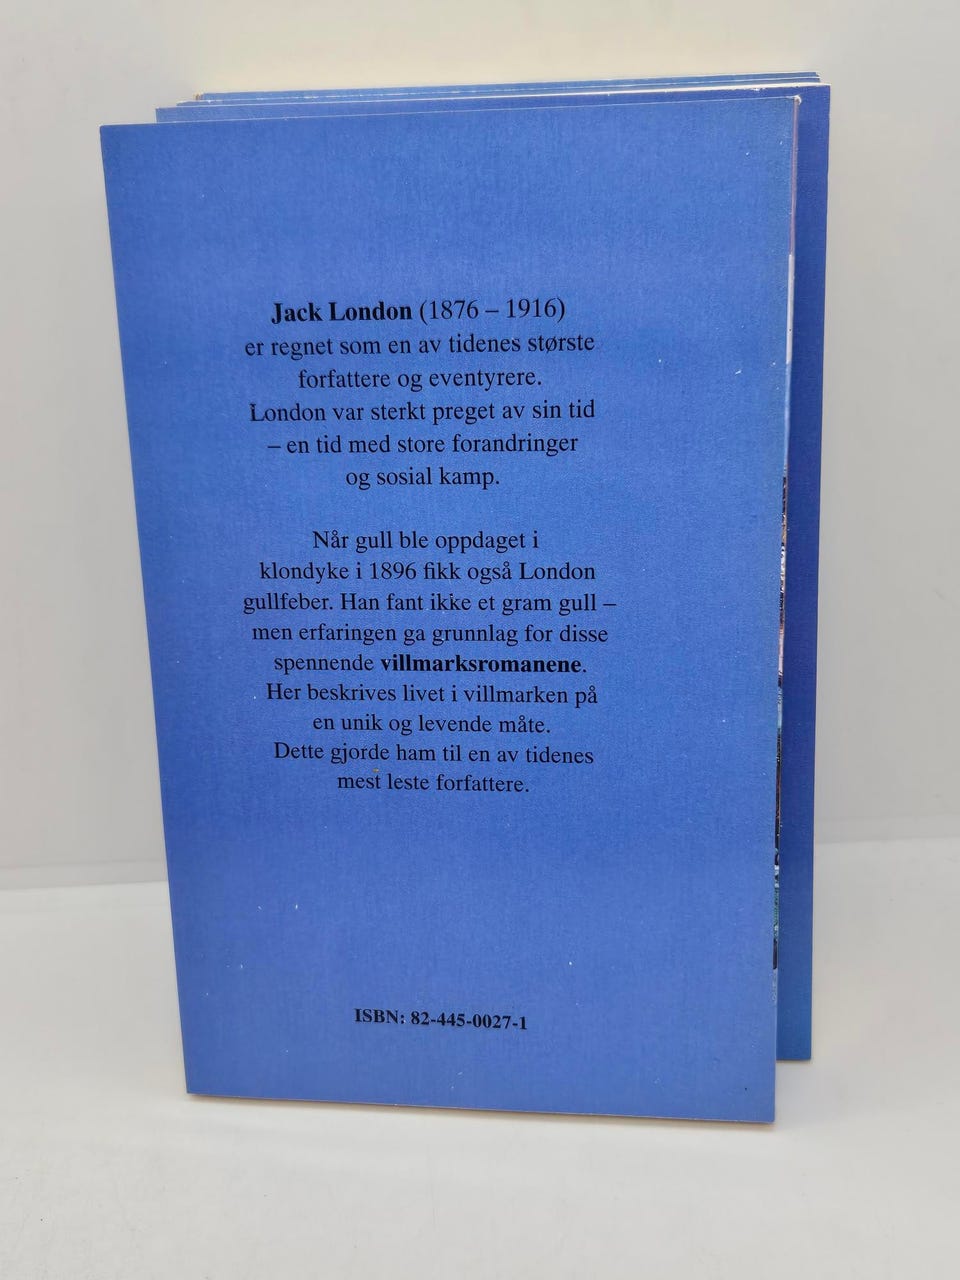 Jack London (1876 – 1916)
er regnet som en av tidenes største
forfattere og eventyrere.
London var sterkt preget av sin tid
– en tid med store forandringer
og sosial kamp.
Når gull ble oppdaget i
klondyke i 1896 fikk også London
gullfeber. Han fant ikke et gram gull –
men erfaringen ga grunnlag for disse
spennende villmarksromanene.
Her beskrives livet i villmarken på
en unik og levende måte.
Dette gjorde ham til en av tidenes
mest leste forfattere.
ISBN: 82-445-0027-1